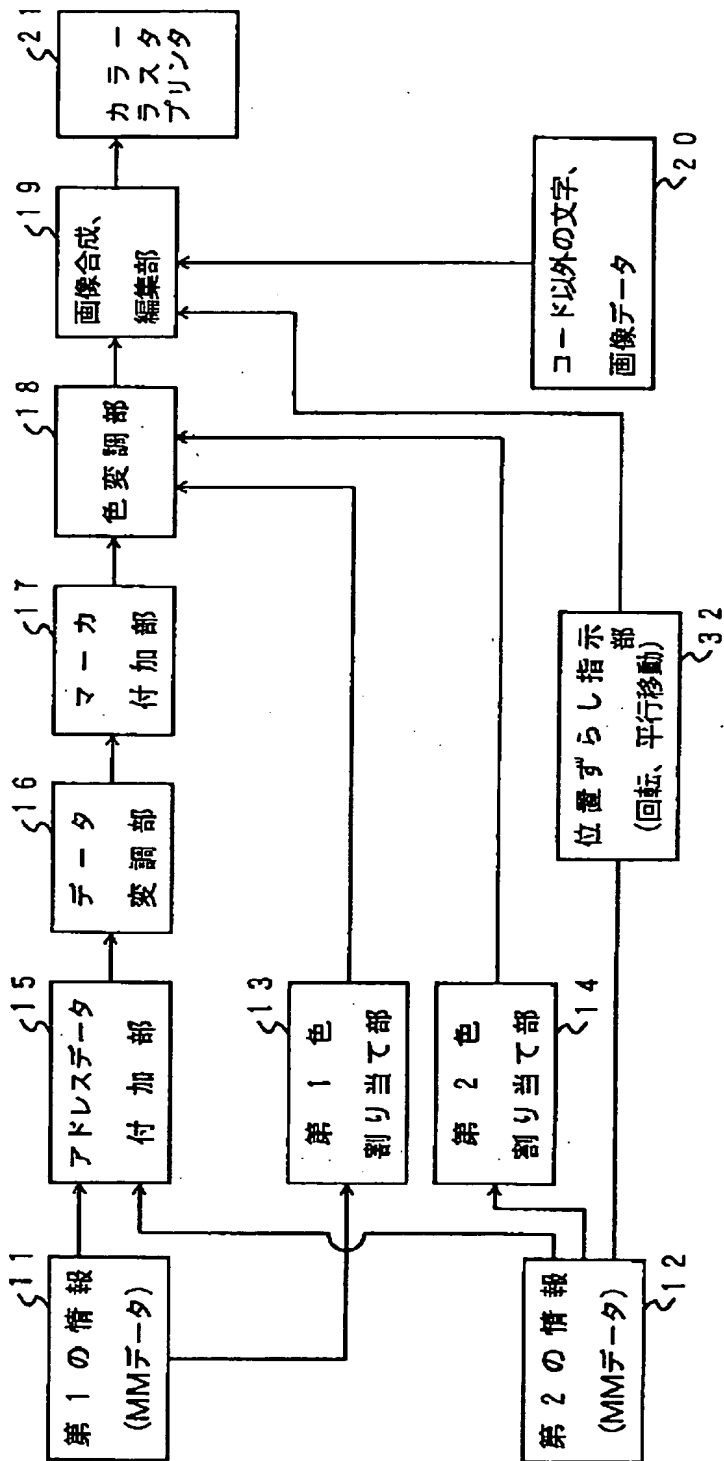 11
第1の情報
(MMデータ)
15
アドレスデータ
付加部
16
データ
変調部
17
マーカ
付加部
18
色変調部
19
画像合成、
編集部
21
カラー
ラスタ
プリンタ
13
第1色
割り当て部
第2色
割り当て部
14
第2の情報
(MMデータ)
12
位置ずらし指示
部
(回転、平行移動)
32
コード以外の文字、
画像データ
20